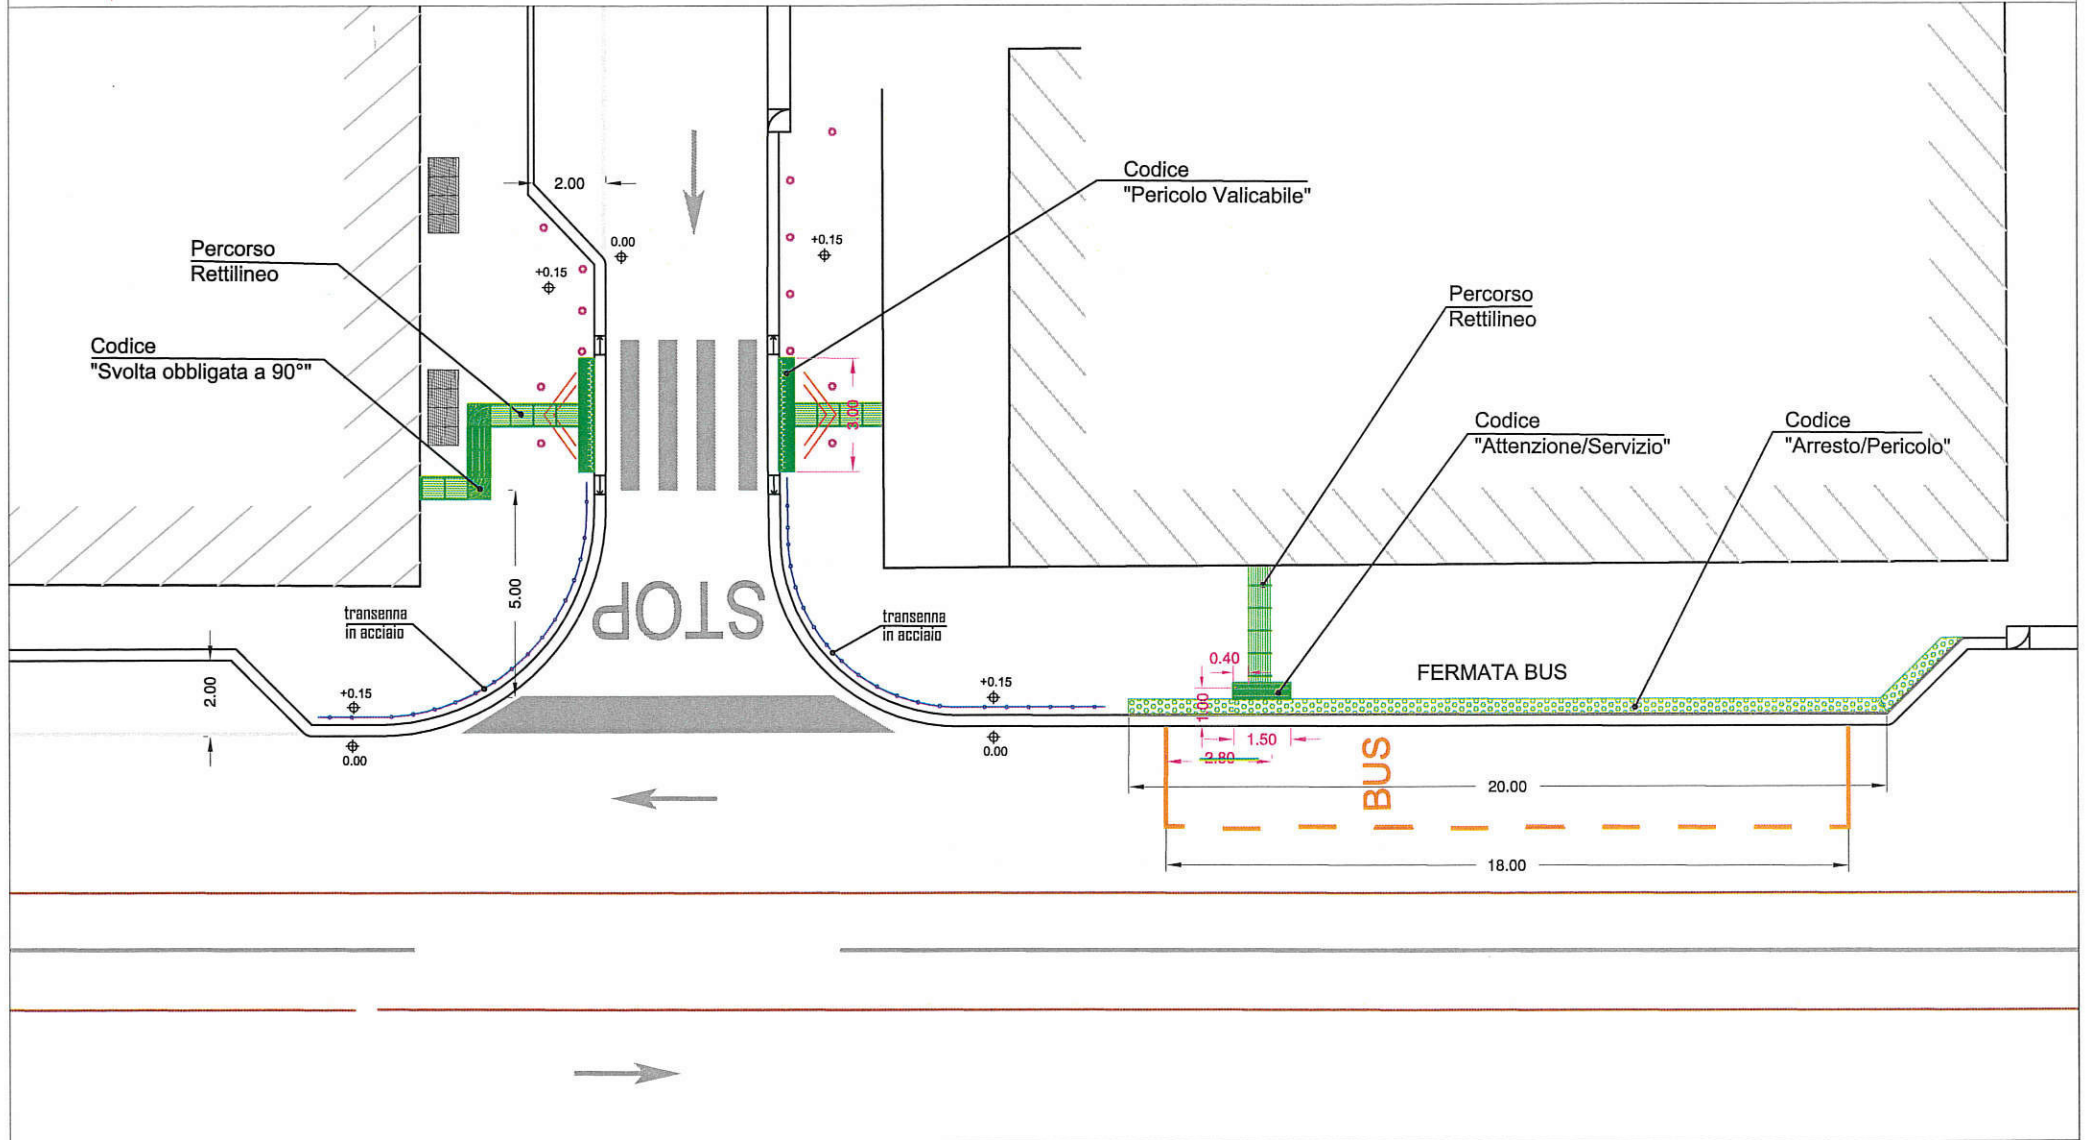 Codice
"Pericolo Valicabile"
2.00
0.00
+0.15
+0.15
Percorso
Rettilineo
Percorso
Rettilineo
Codice
"Svolta obbligata a 90°"
3.00
Codice
"Attenzione/Servizio"
Codice
"Arresto/Pericolo"
5.00
STOP
transenna
in acciaio
transenna
in acciaio
0.40
FERMATA BUS
2.00
+0.15
+0.15
1.00
0.00
0.00
1.50
2.80
BUS
20.00
18.00